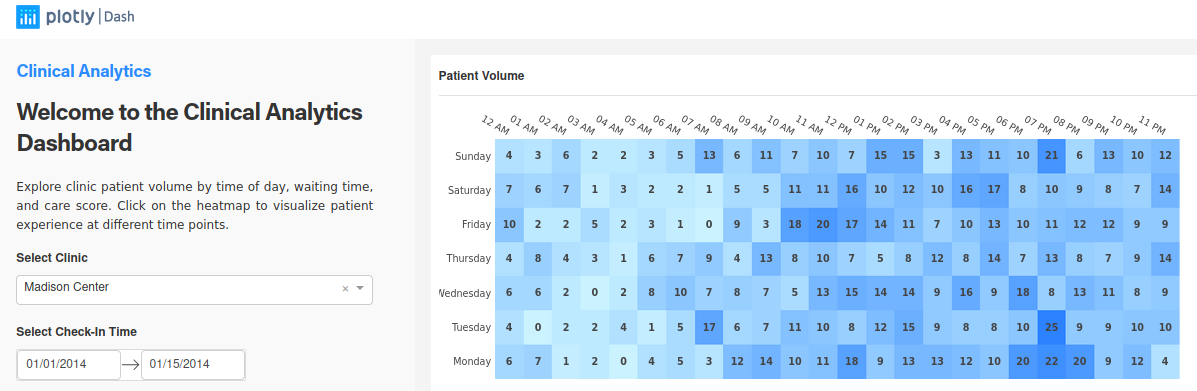 plotly | Dash
Clinical Analytics
Welcome to the Clinical Analytics
Dashboard
Explore clinic patient volume by time of day, waiting time,
and care score. Click on the heatmap to visualize patient
experience at different time points.
Select Clinic
Madison Center ×
Select Check-In Time
01/01/2014 → 01/15/2014
Patient Volume
12 AM 01 AM 02 AM 03 AM 04 AM 05 AM 06 AM 07 AM 08 AM 09 AM 10 AM 11 AM 12 PM 01 PM 02 PM 03 PM 04 PM 05 PM 06 PM 07 PM 08 PM 09 PM 10 PM 11 PM
Sunday 4 3 6 2 2 3 5 13 6 11 7 10 7 15 15 3 13 11 10 21 6 13 10 12
Saturday 7 6 7 1 3 2 2 1 5 5 11 11 16 10 12 10 16 17 8 10 9 8 7 14
Friday 10 2 2 5 2 3 1 0 9 3 18 20 17 14 11 7 10 13 10 11 12 12 9 9
Thursday 4 8 4 3 1 6 7 9 4 13 8 10 7 5 8 12 8 14 7 13 8 7 9 14
Wednesday 6 6 2 0 2 8 10 7 8 7 5 13 15 14 14 9 16 9 18 8 13 11 8 9
Tuesday 4 0 2 2 4 1 5 17 6 7 11 10 8 12 15 9 8 8 10 25 9 9 10 10
Monday 6 7 1 2 0 4 5 3 12 14 10 11 18 9 13 13 12 10 20 22 20 9 12 4